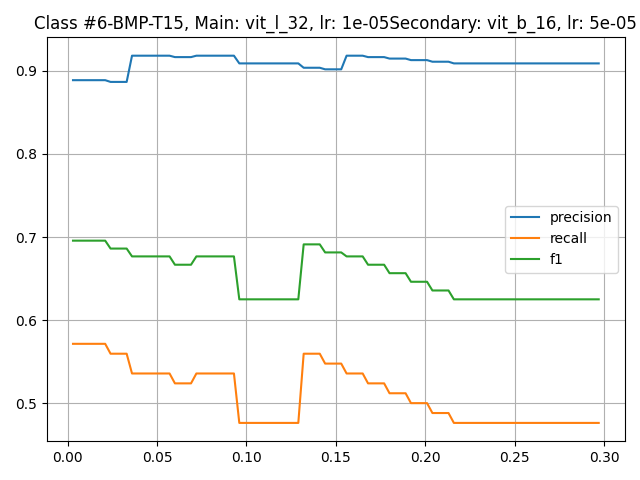 Class #6-BMP-T15, Main: vit_l_32, lr: 1e-05Secondary: vit_b_16, lr: 5e-05
0.9
0.8
0.7
0.6
0.5
precision
recall
f1
0.00 0.05 0.10 0.15 0.20 0.25 0.30